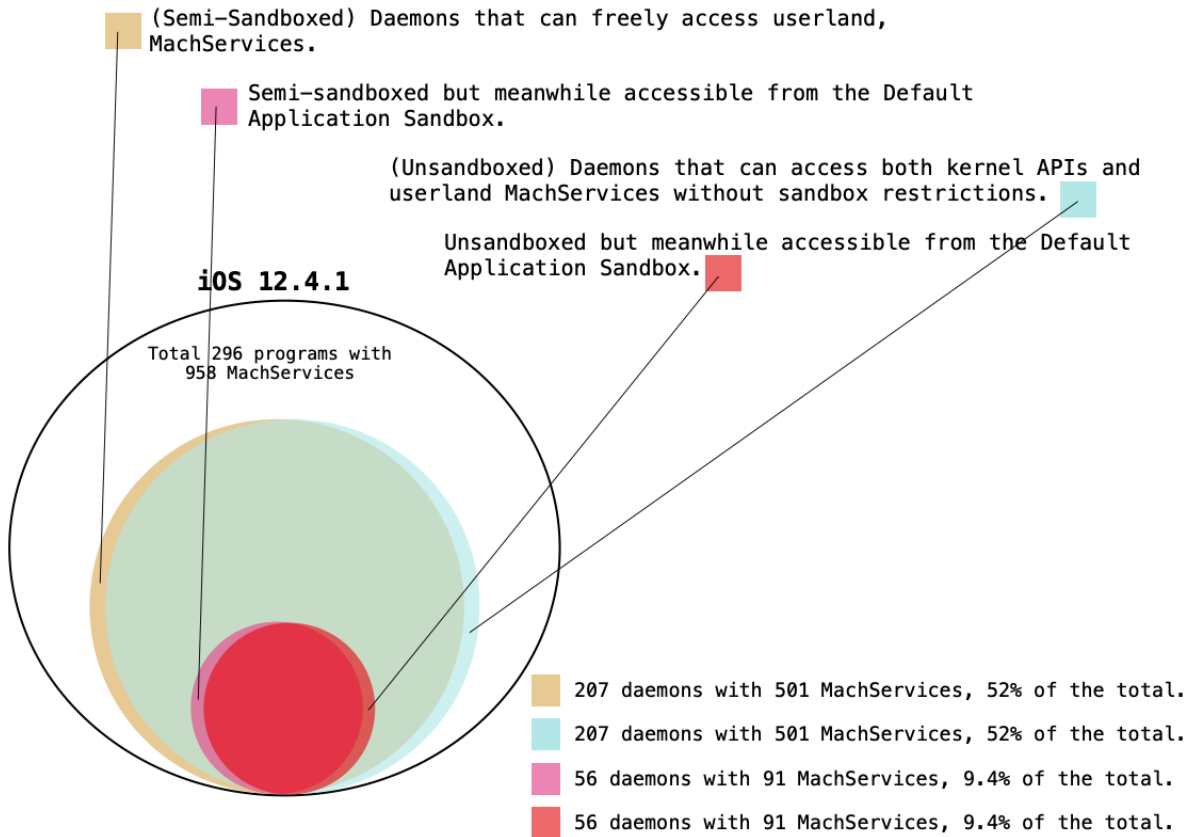 (Semi-Sandboxed) Daemons that can freely access userland,
MachServices.
Semi-sandboxed but meanwhile accessible from the Default
Application Sandbox.
(Unsandboxed) Daemons that can access both kernel APIs and
userland MachServices without sandbox restrictions.
Unsandboxed but meanwhile accessible from the Default
Application Sandbox.
iOS 12.4.1
Total 296 programs with
958 MachServices
207 daemons with 501 MachServices, 52% of the total.
207 daemons with 501 MachServices, 52% of the total.
56 daemons with 91 MachServices, 9.4% of the total.
56 daemons with 91 MachServices, 9.4% of the total.